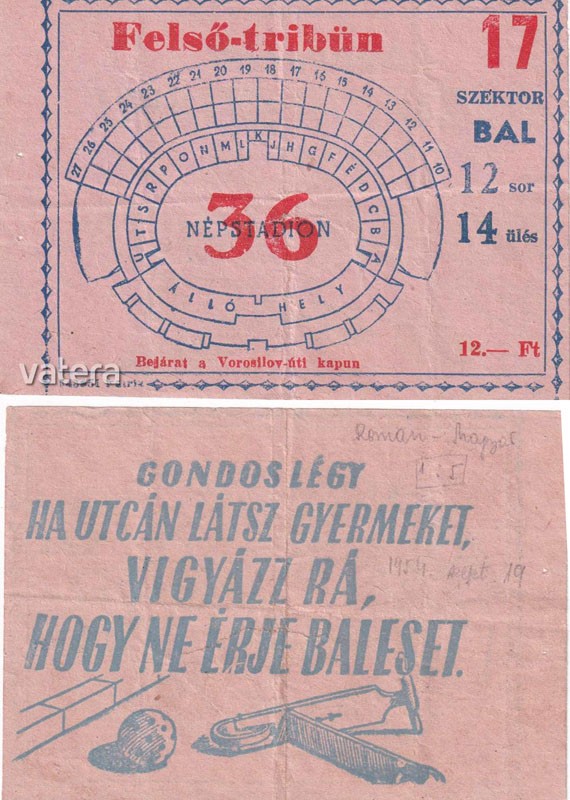 Felső-tribün
17
SZEKTOR
BAL
12 sor
14 ülés
27 26 25 24 23 22 21 20 19 18 17 16 15 14 13 12 11 10
U T S R P O N M L K J H G F É D C B A
36
NÉPSTADION
ÁLLÓ HELY
12.— Ft
Bejárat a Vorosilov-úti kapun
vatera
Román - Magyar
1 : 5
GONDOS LÉGY
HA UTCÁN LÁTSZ GYERMEKET,
VIGYÁZZ RÁ,
1954. szept 19
HOGY NE ÉRJE BALESET.